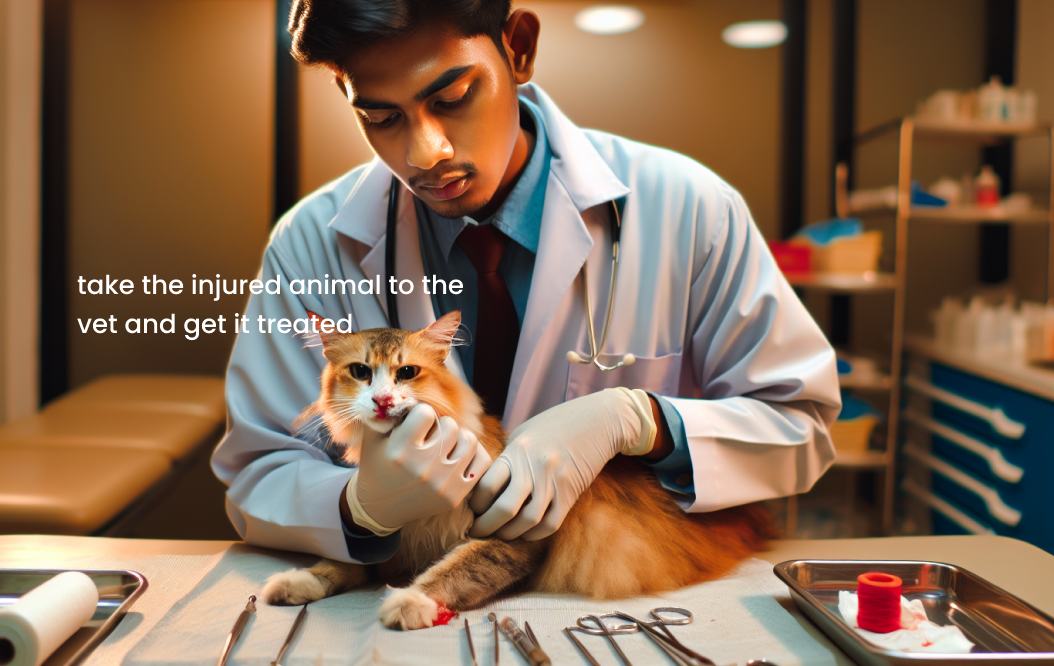 take the injured animal to the
vet and get it treated